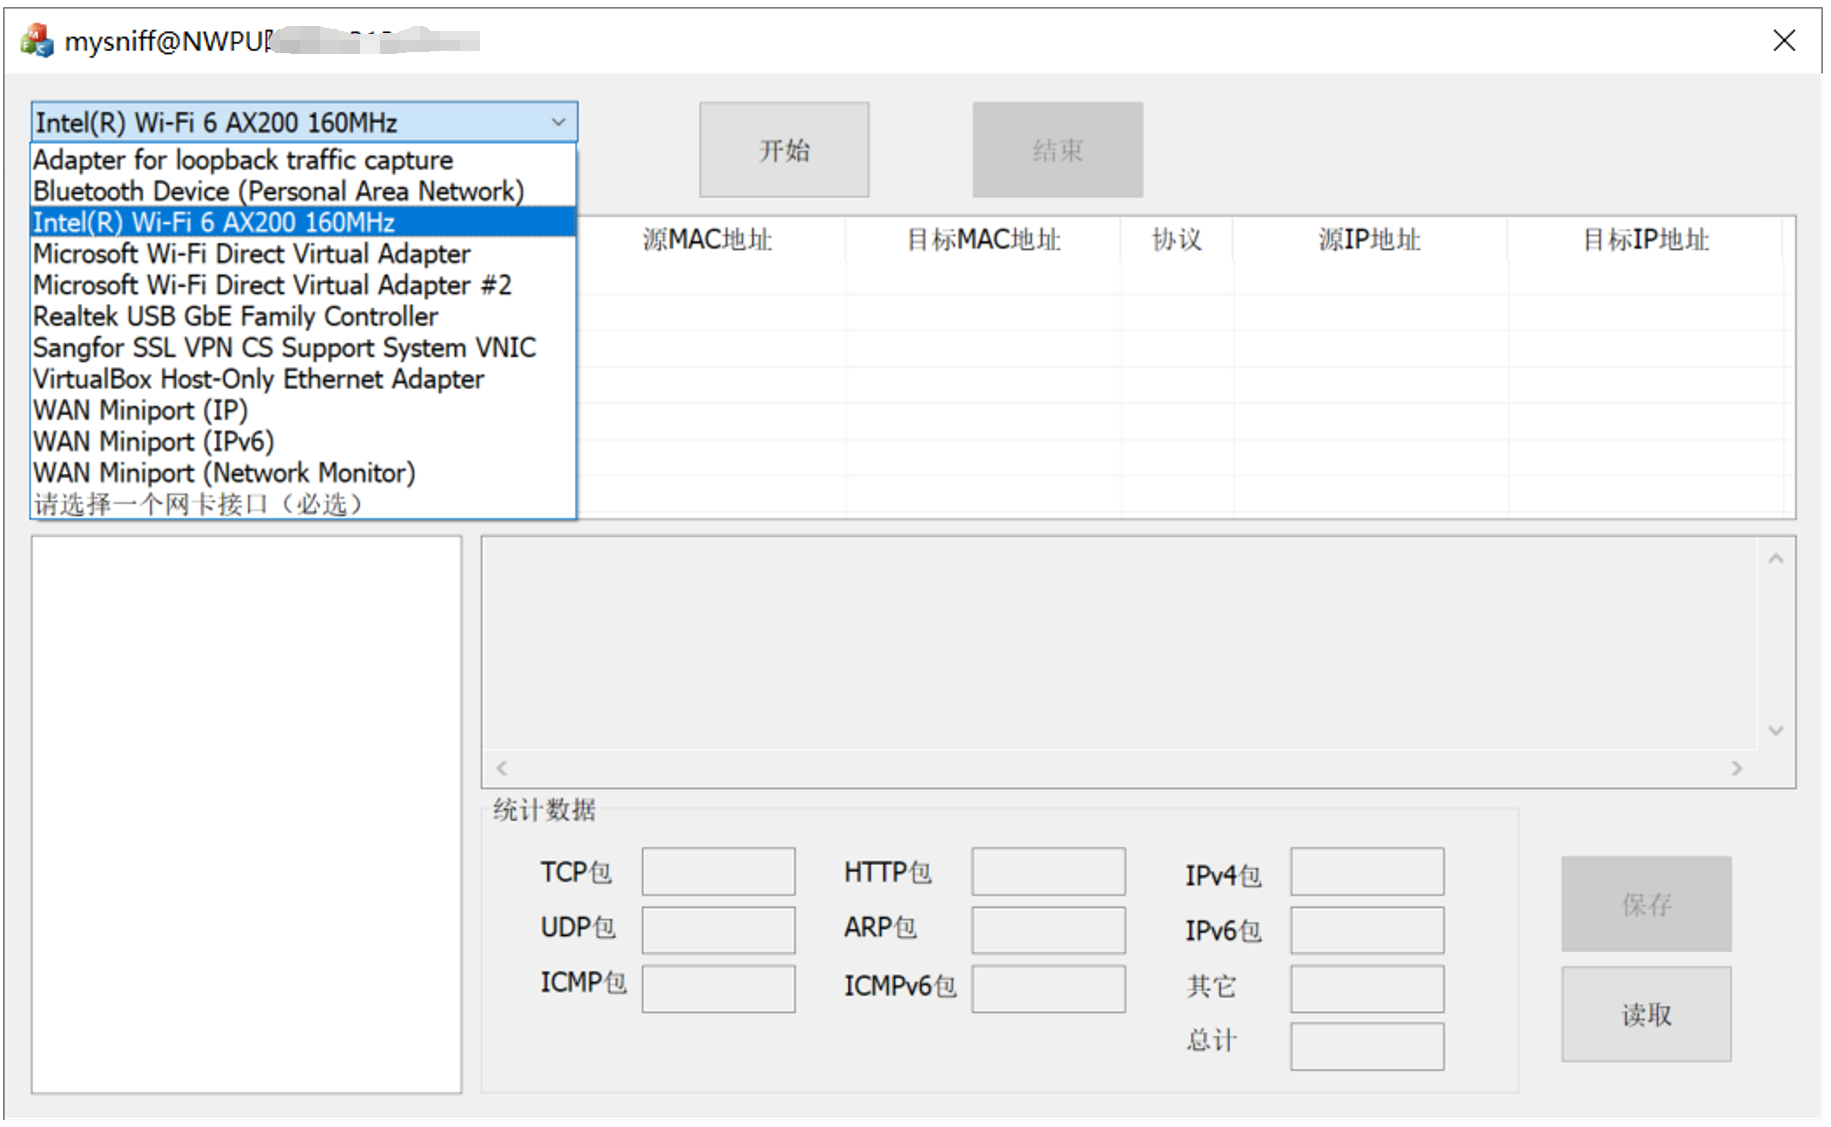 mysniff@NWPU
Intel(R) Wi-Fi 6 AX200 160MHz
开始
结束
Adapter for loopback traffic capture
Bluetooth Device (Personal Area Network)
Intel(R) Wi-Fi 6 AX200 160MHz
Microsoft Wi-Fi Direct Virtual Adapter
Microsoft Wi-Fi Direct Virtual Adapter #2
Realtek USB GbE Family Controller
Sangfor SSL VPN CS Support System VNIC
VirtualBox Host-Only Ethernet Adapter
WAN Miniport (IP)
WAN Miniport (IPv6)
WAN Miniport (Network Monitor)
请选择一个网卡接口（必选）
源MAC地址 目标MAC地址 协议 源IP地址 目标IP地址
统计数据
TCP包 HTTP包 IPv4包
UDP包 ARP包 IPv6包
ICMP包 ICMPv6包 其它
总计
保存
读取